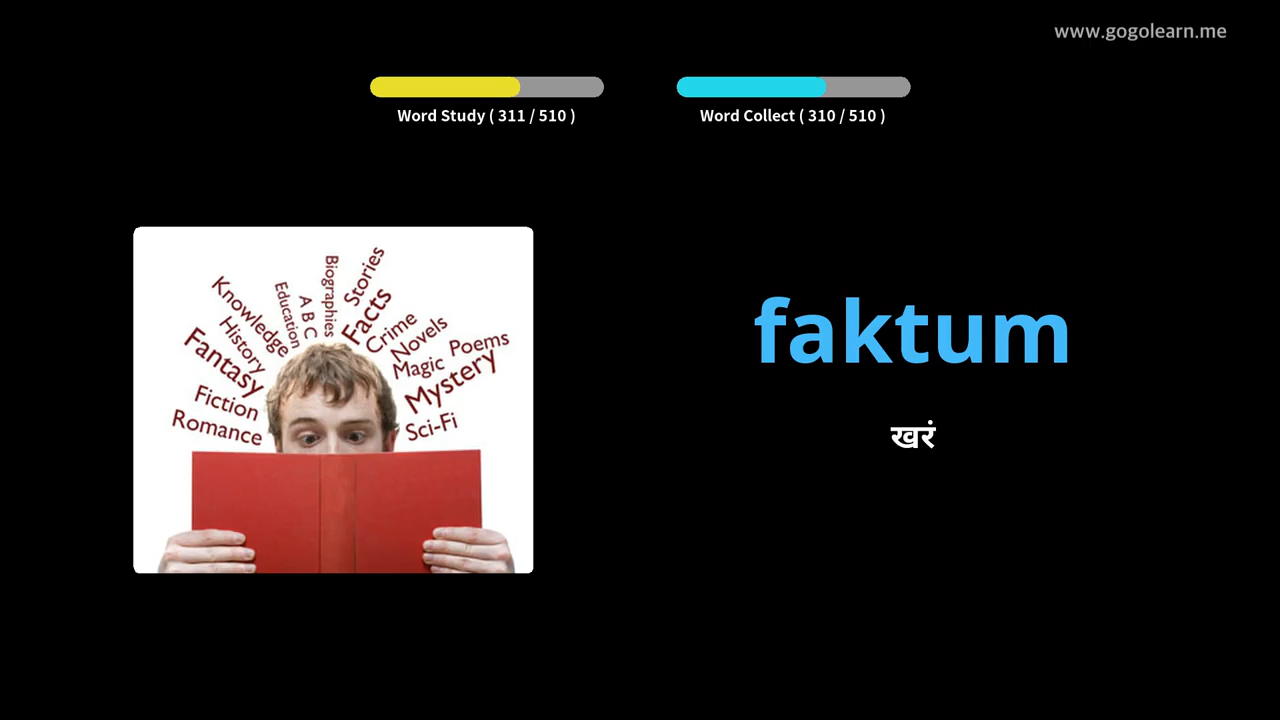 www.gogolearn.me
Word Study ( 311 / 510 )
Word Collect ( 310 / 510 )
faktum
खरं
Knowledge
History
Fantasy
Fiction
Romance
Education
A B C
Biographies
Stories
Facts
Crime
Novels
Magic
Poems
Mystery
Sci-Fi